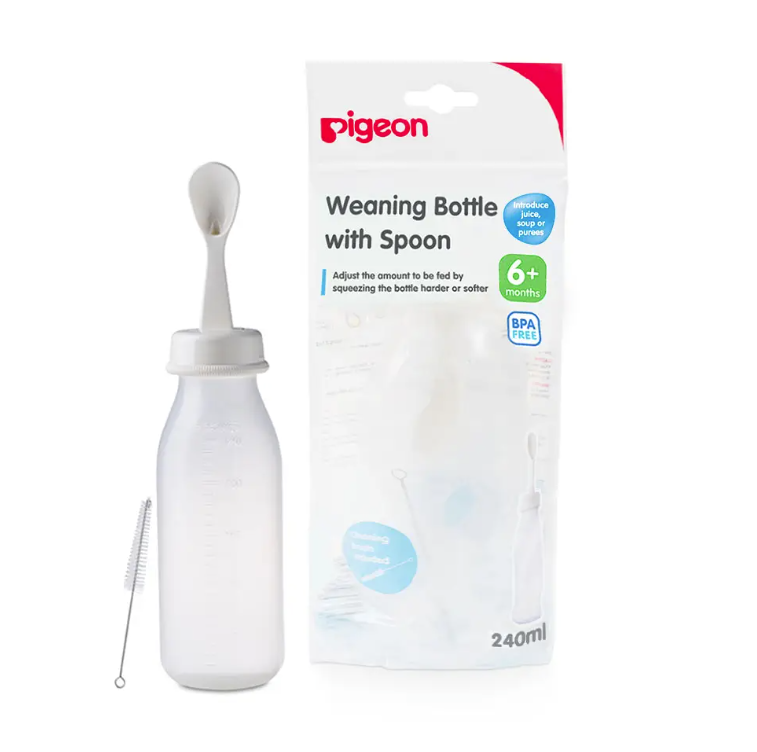 pigeon
Weaning Bottle
with Spoon
Introduce
juice,
soup or
purees
Adjust the amount to be fed by
squeezing the bottle harder or softer
6+
months
BPA
FREE
240ml